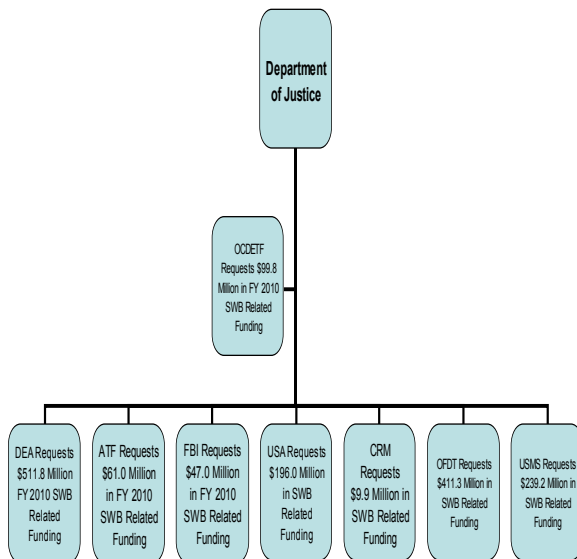 Department
of Justice
OCDETF
Requests $99.8
Million in FY 2010
SWB Related
Funding
DEA Requests
$511.8 Million
FY 2010 SWB
Related
Funding
ATF Requests
$61.0 Million
in FY 2010
SWB Related
Funding
FBI Requests
$47.0 Million
in FY 2010
SWB Related
Funding
USA Requests
$196.0 Million
in SWB
Related
Funding
CRM
Requests
$9.9 Million in
SWB Related
Funding
OFDT Requests
$411.3 Million in
SWB Related
Funding
USMS Requests
$239.2 Million in
SWB Related
Funding